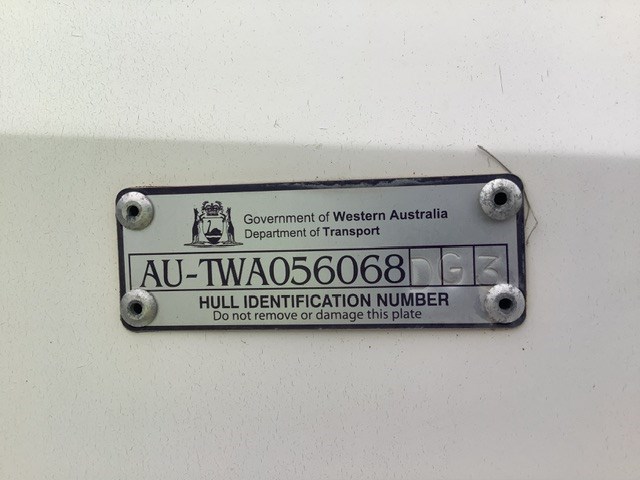 Government of Western Australia
Department of Transport
AU-TWA056068DG3
HULL IDENTIFICATION NUMBER
Do not remove or damage this plate